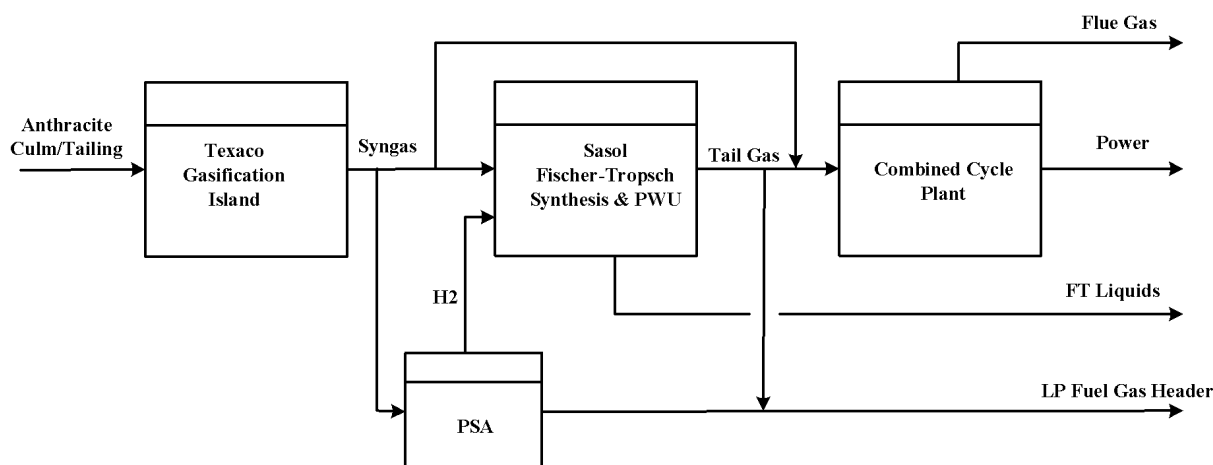 Flue Gas
Anthracite
Culm/Tailing
Texaco
Gasification
Island
Syngas
Sasol
Fischer-Tropsch
Synthesis & PWU
Tail Gas
Combined Cycle
Plant
Power
H2
FT Liquids
PSA
LP Fuel Gas Header